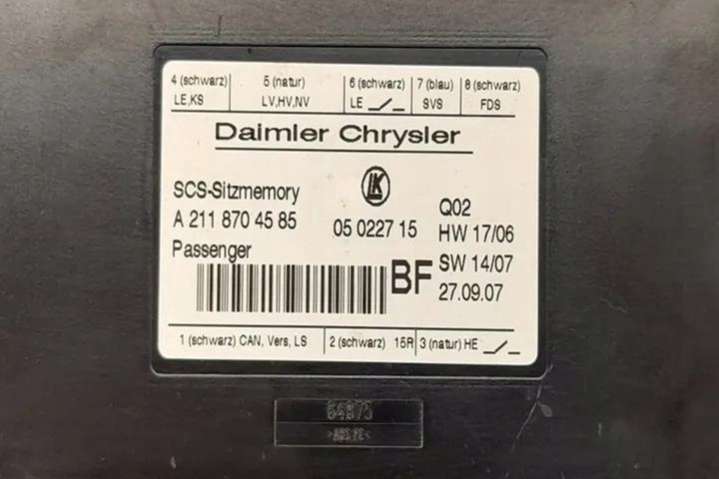 4 (schwarz) 5 (natur) 6 (schwarz) 7 (blau) 8 (schwarz)
LE,KS LV,HV,NV LE SVS FDS
Daimler Chrysler
SCS-Sitzmemory LK Q02
A 211 870 45 85 05 0227 15 HW 17/06
Passenger BF SW 14/07
27.09.07
1 (schwarz) CAN, Vers, LS 2 (schwarz) 15R 3 (natur) HE